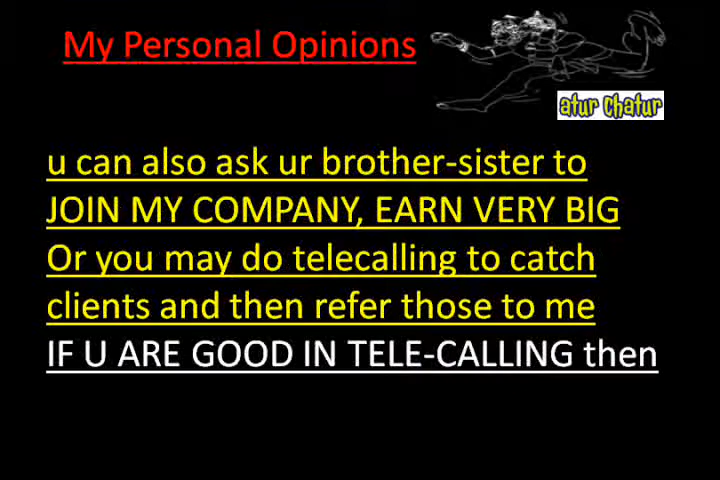 My Personal Opinions
atur chatur
u can also ask ur brother-sister to
JOIN MY COMPANY, EARN VERY BIG
Or you may do telecalling to catch
clients and then refer those to me
IF U ARE GOOD IN TELE-CALLING then